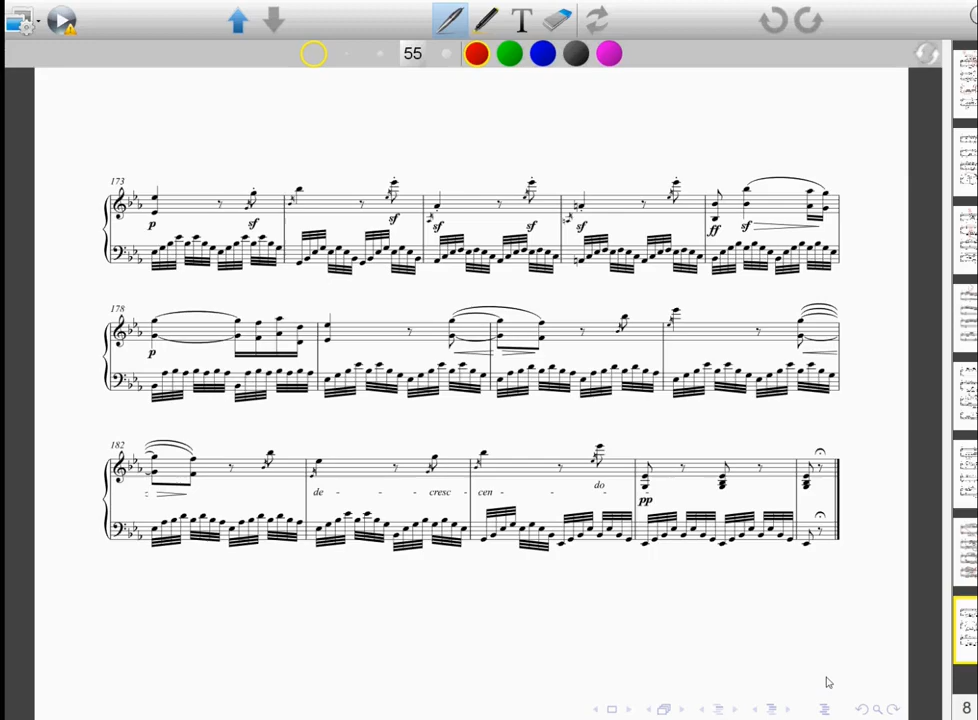 T
55
173
p sf sf sf sf sf ff sf
178
p
182
de - - - cresc - cen - - - do -
pp
8